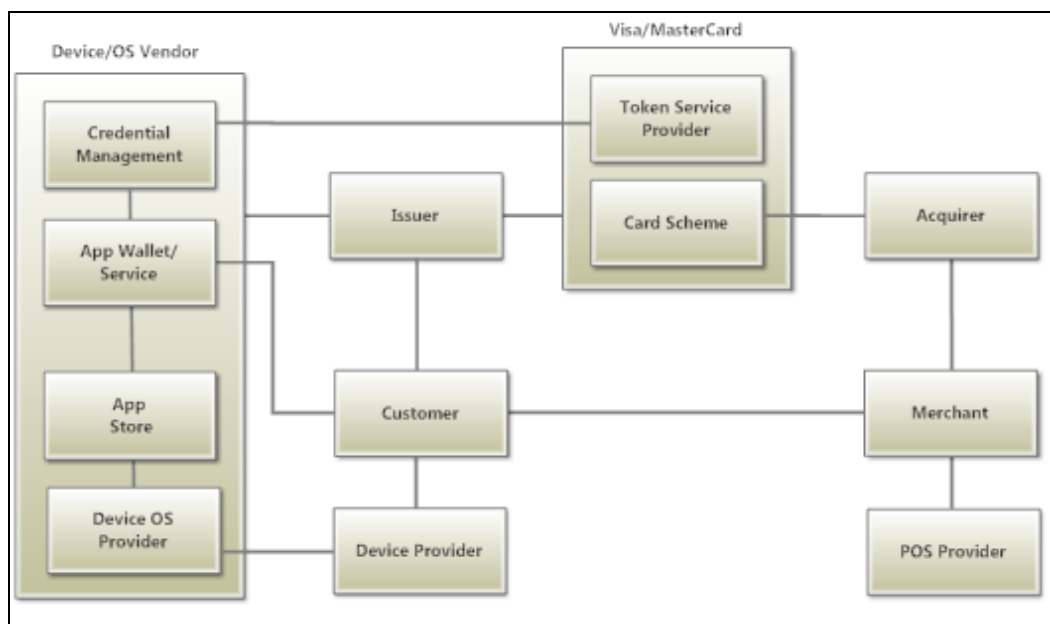 Visa/MasterCard
Device/OS Vendor
Credential
Management
Token Service
Provider
Issuer
Card Scheme
Acquirer
App Wallet/
Service
App
Store
Customer
Merchant
Device OS
Provider
Device Provider
POS Provider